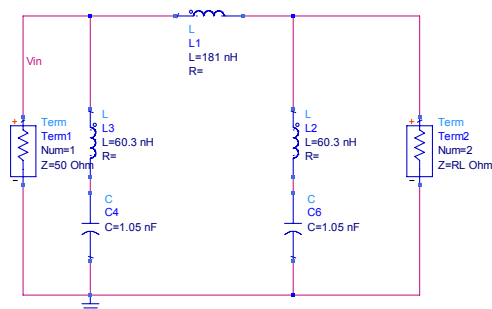 L
L1
L=181 nH
R=
Vin
Term
Term1
Num=1
Z=50 Ohm
L
L3
L=60.3 nH
R=
L
L2
L=60.3 nH
R=
Term
Term2
Num=2
Z=RL Ohm
C
C4
C=1.05 nF
C
C6
C=1.05 nF